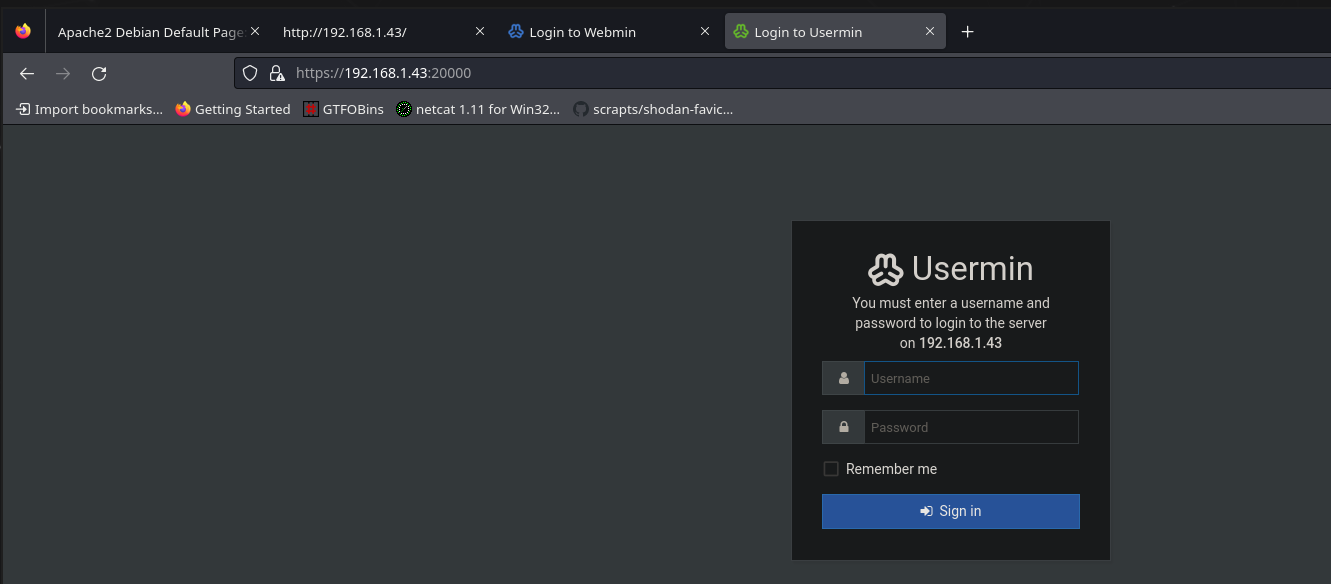 Apache2 Debian Default Page:
http://192.168.1.43/
Login to Webmin
Login to Usermin
https://192.168.1.43:20000
Import bookmarks...
Getting Started
GTFOBins
netcat 1.11 for Win32...
scrapts/shodan-favic...
Usermin
You must enter a username and
password to login to the server
on 192.168.1.43
Username
Password
Remember me
Sign in